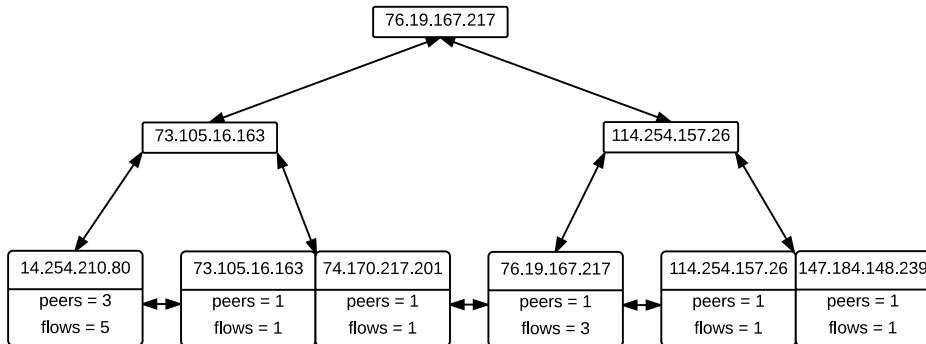 76.19.167.217
73.105.16.163
114.254.157.26
14.254.210.80
peers = 3
flows = 5
73.105.16.163
peers = 1
flows = 1
74.170.217.201
peers = 1
flows = 1
76.19.167.217
peers = 1
flows = 3
114.254.157.26
peers = 1
flows = 1
147.184.148.239
peers = 1
flows = 1